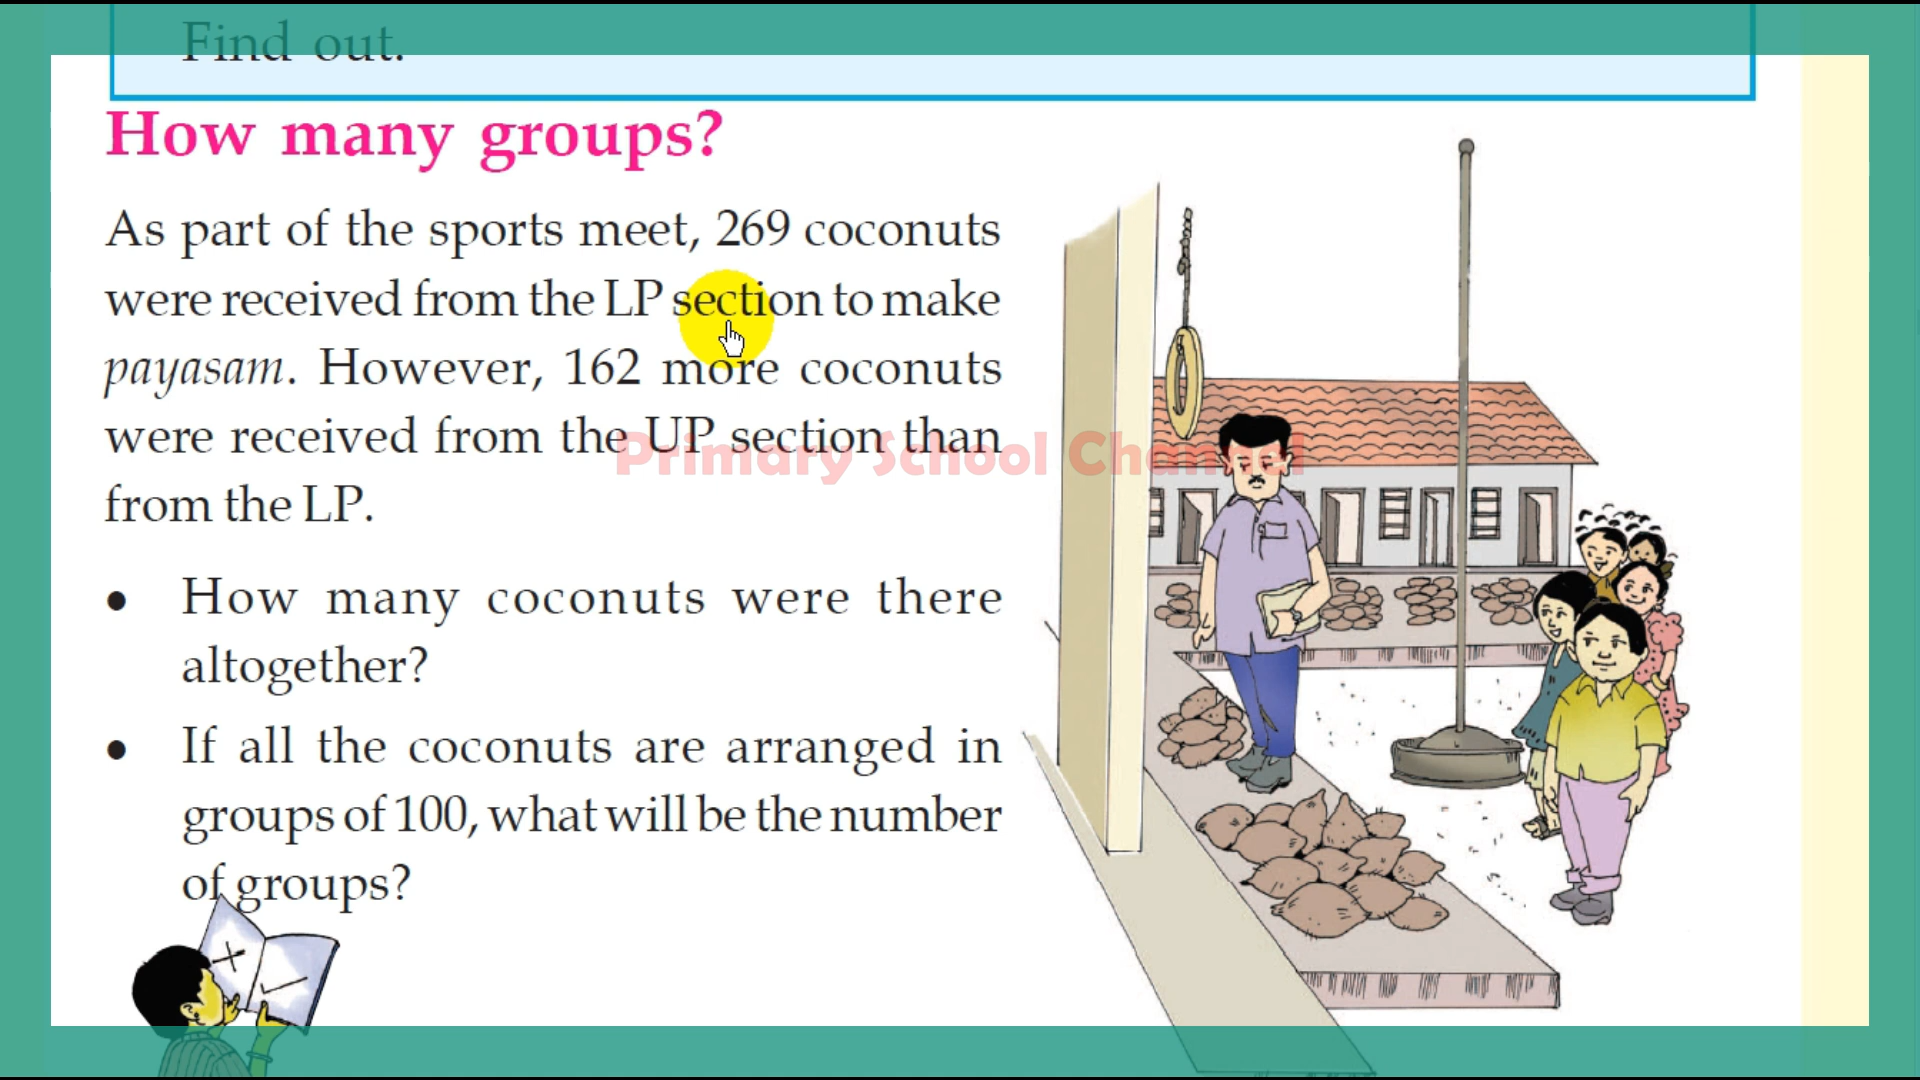 Find out.
How many groups?
As part of the sports meet, 269 coconuts
were received from the LP section to make
payasam. However, 162 more coconuts
were received from the UP section than
from the LP.
Primary School Channel
• How many coconuts were there
altogether?
• If all the coconuts are arranged in
groups of 100, what will be the number
of groups?